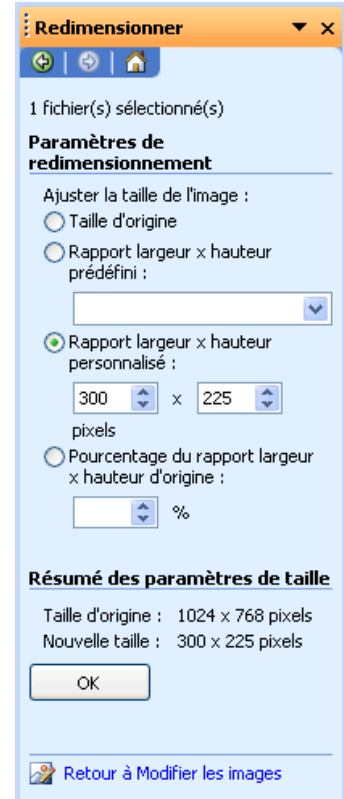 Redimensionner
1 fichier(s) sélectionné(s)
Paramètres de
redimensionnement
Ajuster la taille de l'image :
Taille d'origine
Rapport largeur x hauteur
prédéfini :
Rapport largeur x hauteur
personnalisé :
300 x 225
pixels
Pourcentage du rapport largeur
x hauteur d'origine :
%
Résumé des paramètres de taille
Taille d'origine : 1024 x 768 pixels
Nouvelle taille : 300 x 225 pixels
OK
Retour à Modifier les images